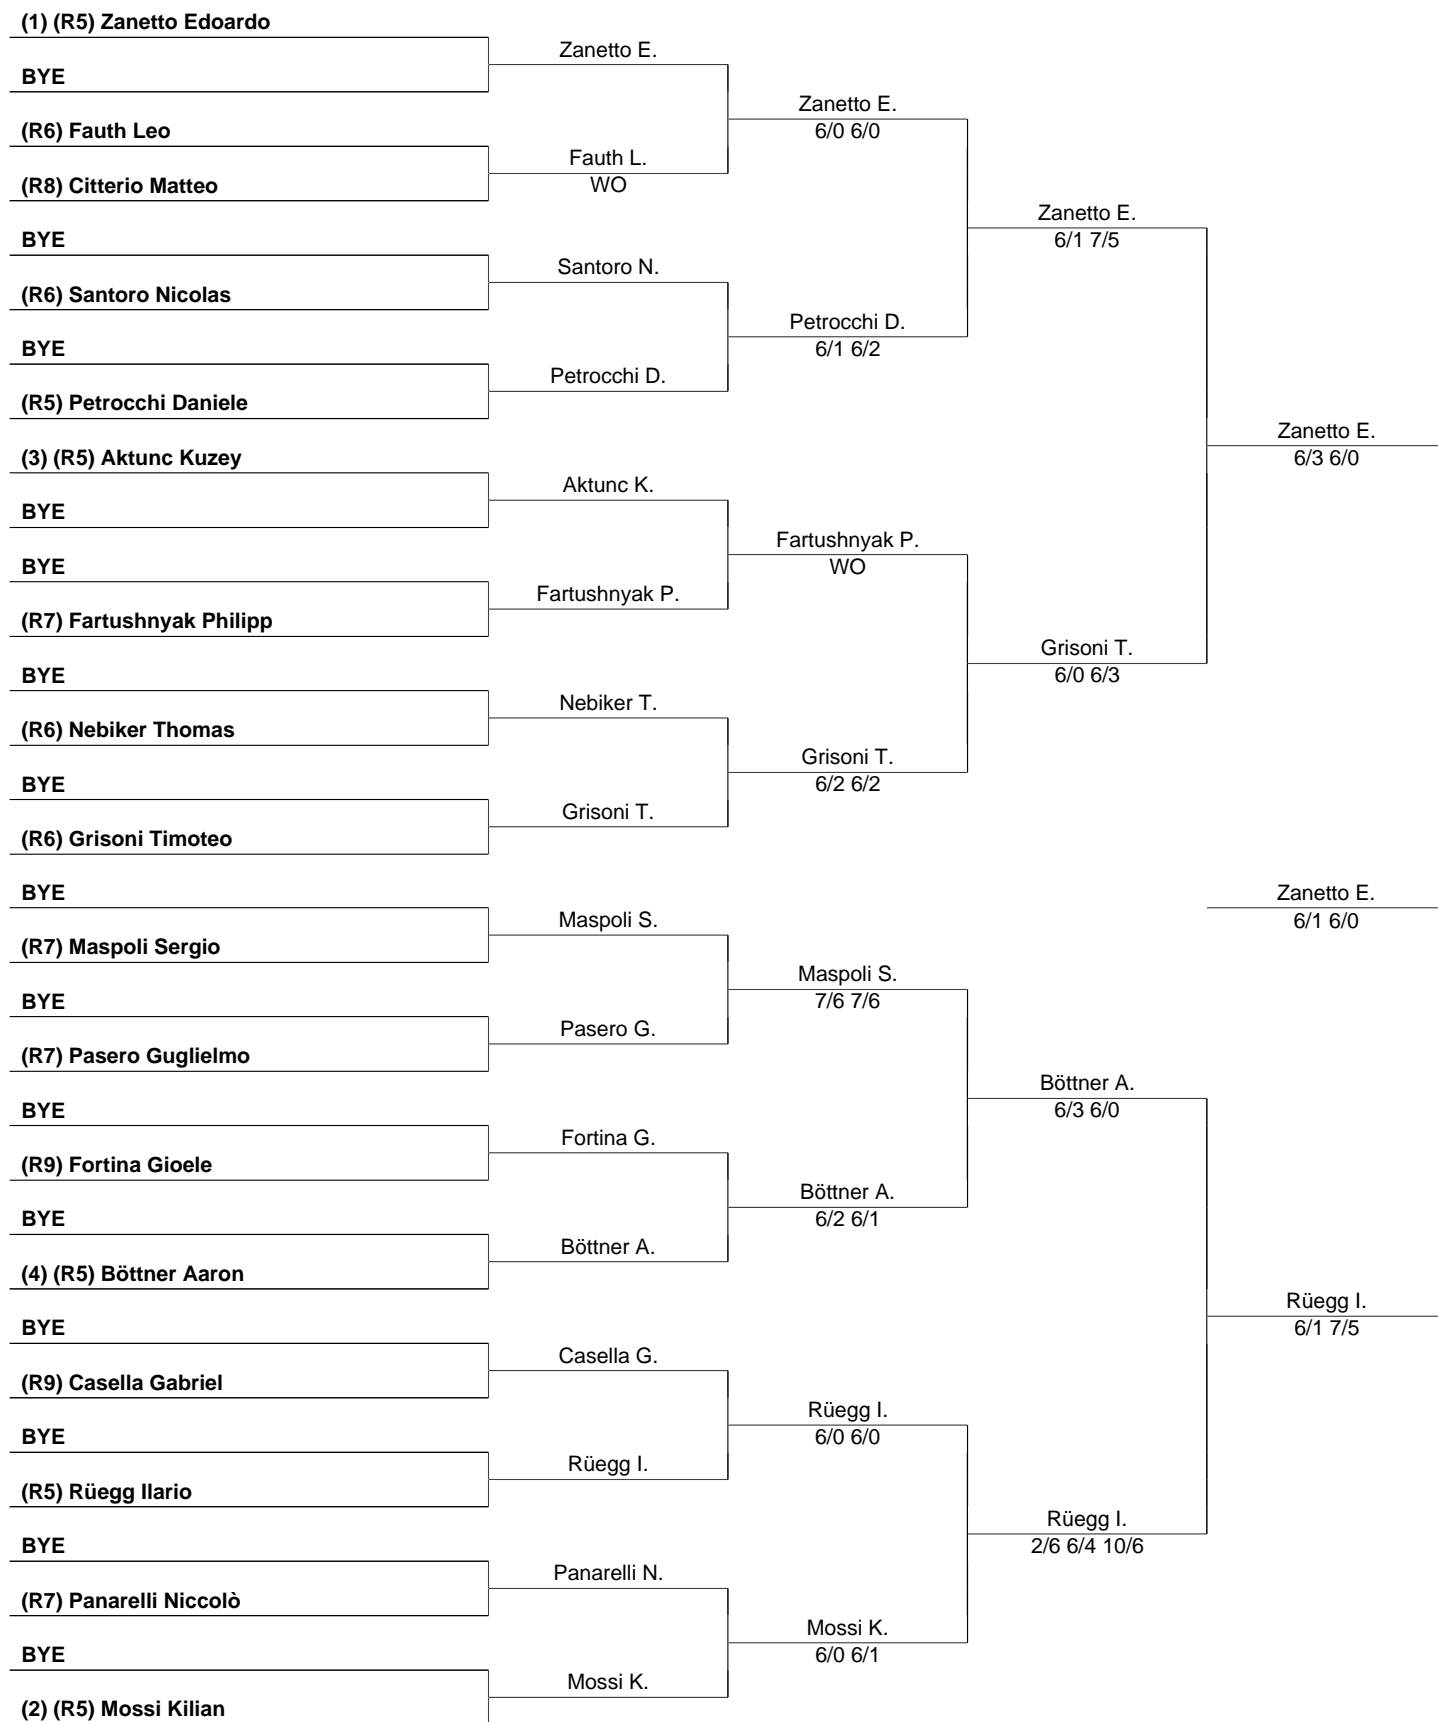 (1) (R5) Zanetto Edoardo
BYE
(R6) Fauth Leo
(R8) Citterio Matteo
BYE
(R6) Santoro Nicolas
BYE
(R5) Petrocchi Daniele
(3) (R5) Aktunc Kuzey
BYE
BYE
(R7) Fartushnyak Philipp
BYE
(R6) Nebiker Thomas
BYE
(R6) Grisoni Timoteo
BYE
(R7) Maspoli Sergio
BYE
(R7) Pasero Guglielmo
BYE
(R9) Fortina Gioele
BYE
(4) (R5) Böttner Aaron
BYE
(R9) Casella Gabriel
BYE
(R5) Rüegg Ilario
BYE
(R7) Panarelli Niccolò
BYE
(2) (R5) Mossi Kilian
Zanetto E.
Fauth L.
WO
Santoro N.
Petrocchi D.
Aktunc K.
Fartushnyak P.
Nebiker T.
Grisoni T.
Maspoli S.
Pasero G.
Fortina G.
Böttner A.
Casella G.
Rüegg I.
Panarelli N.
Mossi K.
Zanetto E.
6/0 6/0
Petrocchi D.
6/1 6/2
Fartushnyak P.
WO
Grisoni T.
6/2 6/2
Maspoli S.
7/6 7/6
Böttner A.
6/2 6/1
Rüegg I.
6/0 6/0
Mossi K.
6/0 6/1
Zanetto E.
6/1 7/5
Grisoni T.
6/0 6/3
Böttner A.
6/3 6/0
Rüegg I.
2/6 6/4 10/6
Zanetto E.
6/3 6/0
Zanetto E.
6/1 6/0
Rüegg I.
6/1 7/5